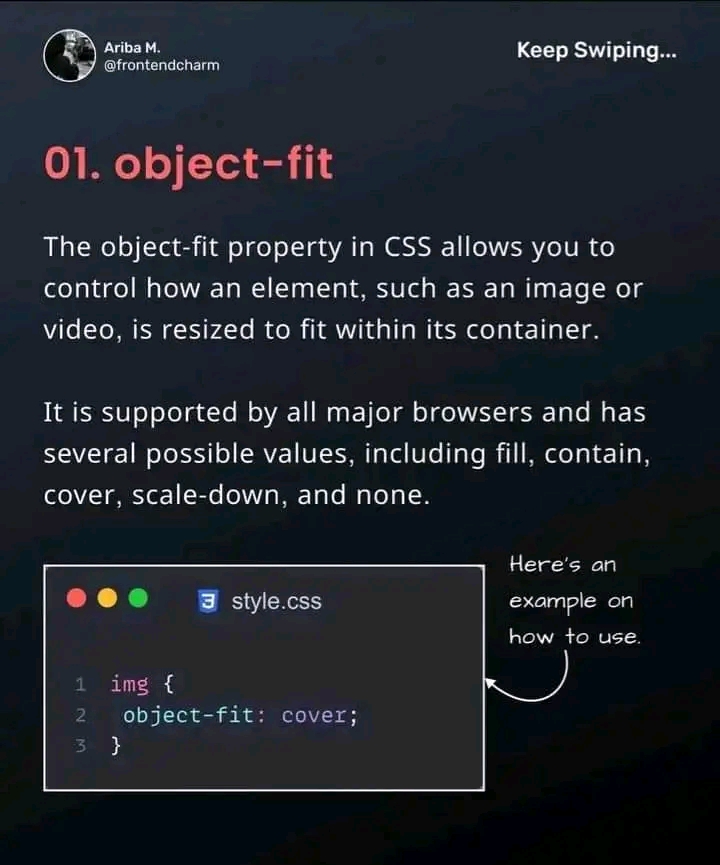 Ariba M.
@frontendcharm
Keep Swiping...
01. object-fit
The object-fit property in CSS allows you to
control how an element, such as an image or
video, is resized to fit within its container.
It is supported by all major browsers and has
several possible values, including fill, contain,
cover, scale-down, and none.
Here's an
example on
how to use.
3 style.css
1 img {
2 object-fit: cover;
3 }